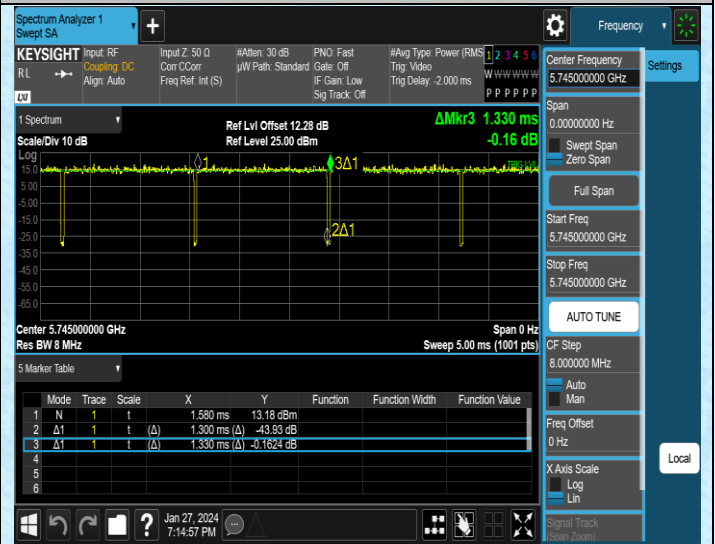 Spectrum Analyzer 1
Swept SA
+
Frequency
KEYSIGHT
RL
LXI
Input: RF
Coupling: DC
Align: Auto
Input Z: 50 Ω
Corr CCorr
Freq Ref: Int (S)
#Atten: 30 dB
µW Path: Standard
PNO: Fast
Gate: Off
IF Gain: Low
Sig Track: Off
#Avg Type: Power (RMS
Trig: Video
Trig Delay: -2.000 ms
1 2 3 4 5 6
W W W W W W
P P P P P P
1 Spectrum
Scale/Div 10 dB
Ref Lvl Offset 12.28 dB
Ref Level 25.00 dBm
ΔMkr3 1.330 ms
-0.16 dB
Log
15.0
5.00
-5.00
-15.0
-25.0
-35.0
-45.0
-55.0
-65.0
1
3Δ1
2Δ1
TRIG LVL
Center 5.745000000 GHz
Res BW 8 MHz
Span 0 Hz
Sweep 5.00 ms (1001 pts)
5 Marker Table
Mode Trace Scale X Y Function Function Width Function Value
1 N 1 t 1.580 ms 13.18 dBm
2 Δ1 1 t (Δ) 1.300 ms (Δ) -43.93 dB
3 Δ1 1 t (Δ) 1.330 ms (Δ) -0.1624 dB
4
5
6
Center Frequency
5.745000000 GHz
Span
0.00000000 Hz
Swept Span
Zero Span
Full Span
Start Freq
5.745000000 GHz
Stop Freq
5.745000000 GHz
AUTO TUNE
CF Step
8.000000 MHz
Auto
Man
Freq Offset
0 Hz
X Axis Scale
Log
Lin
Signal Track
(Span Zoom)
Settings
Local
?
Jan 27, 2024
7:14:57 PM